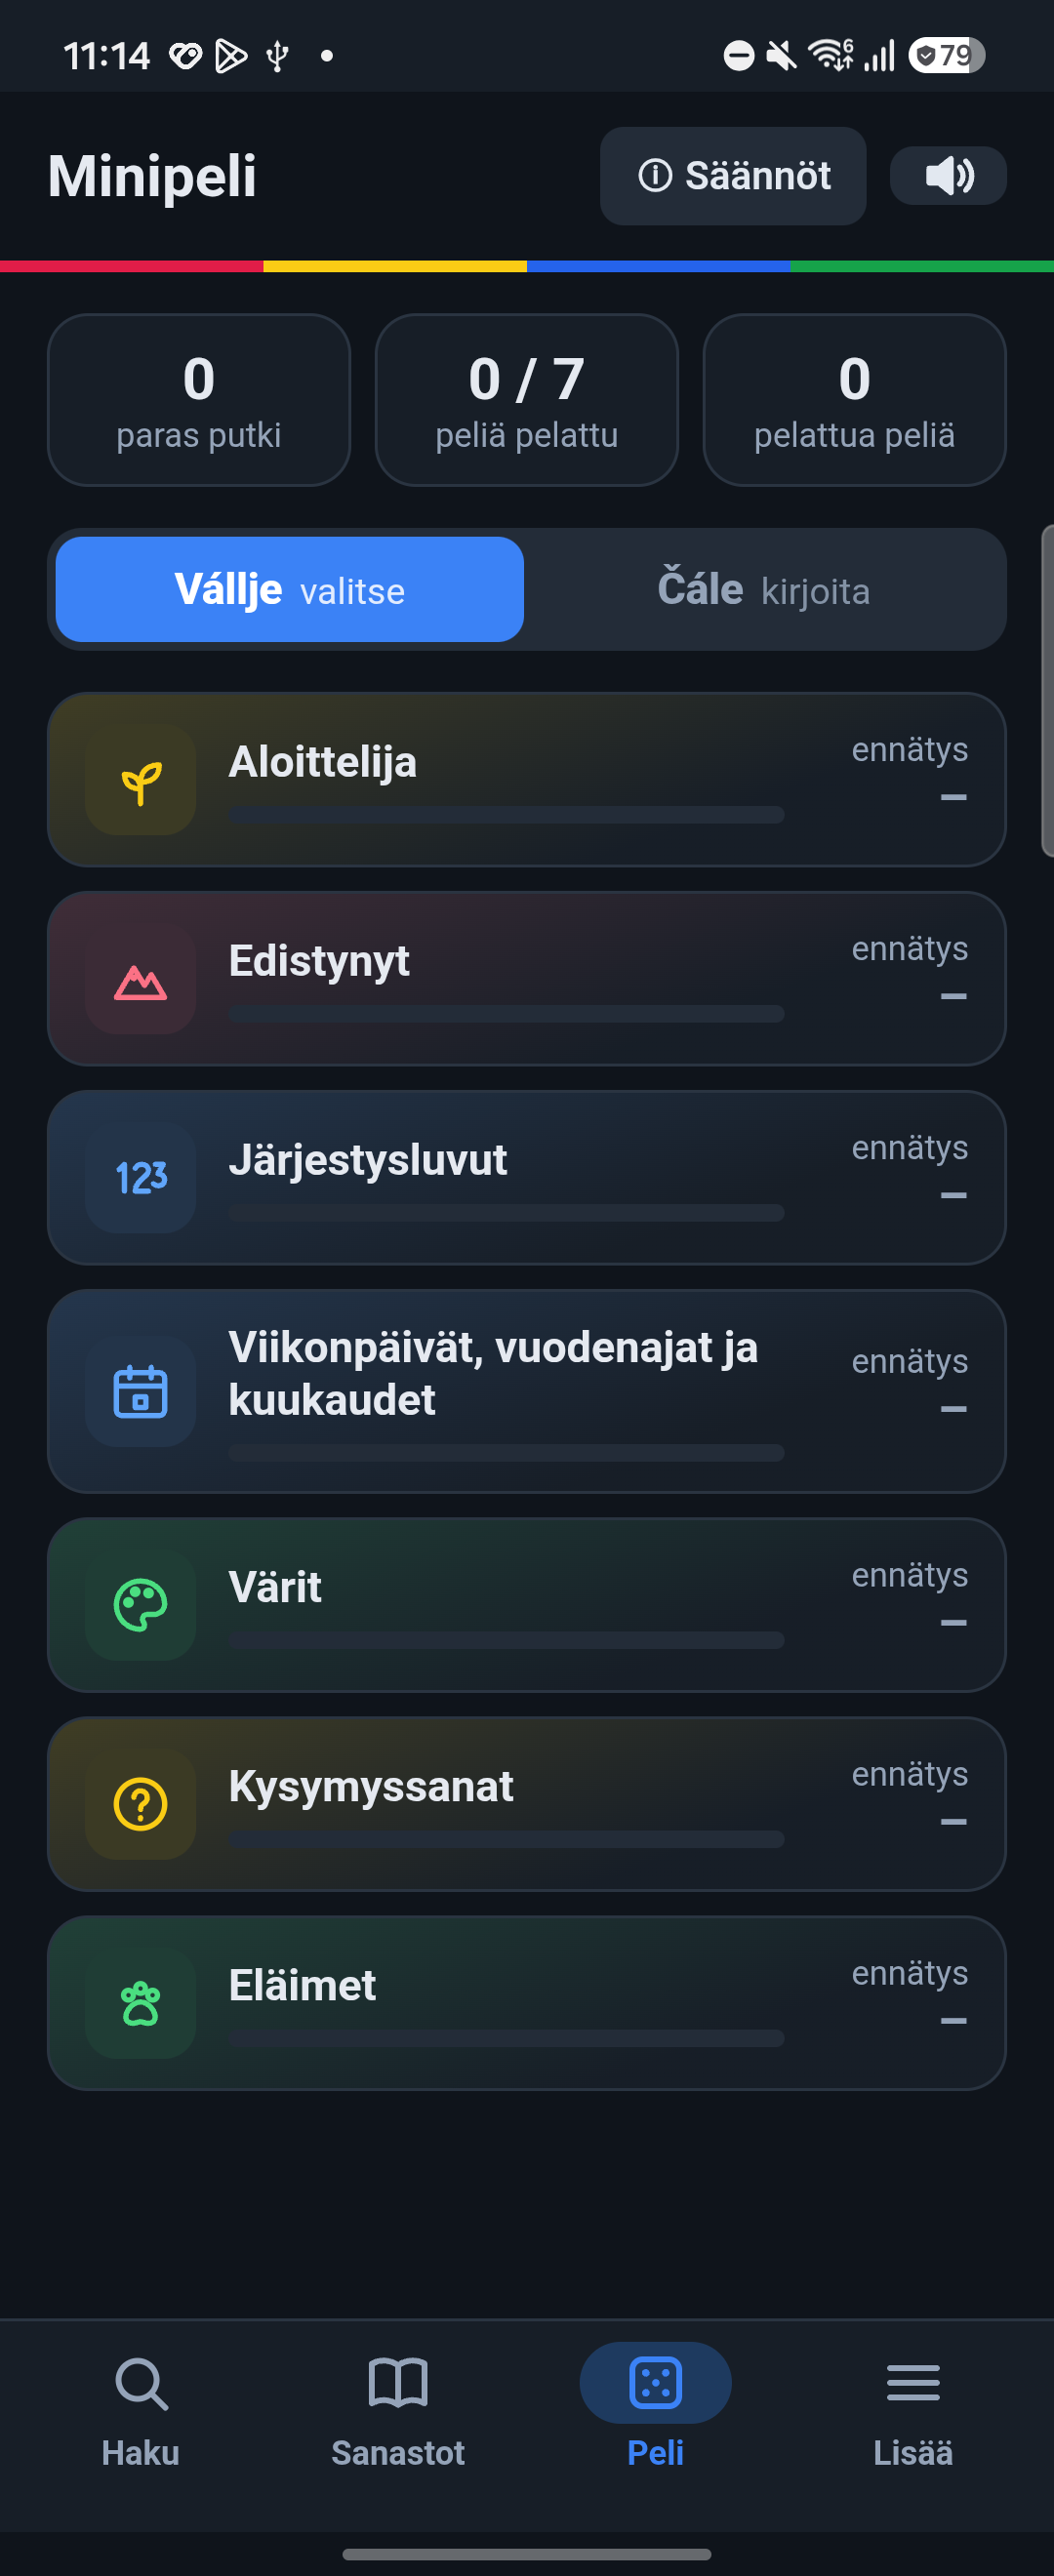 11:14
6
79
Minipeli
Säännöt
0
paras putki
0 / 7
peliä pelattu
0
pelattua peliä
Vállje valitse
Čále kirjoita
Aloittelija
ennätys
–
Edistynyt
ennätys
–
123
Järjestysluvut
ennätys
–
Viikonpäivät, vuodenajat ja
kuukaudet
ennätys
–
Värit
ennätys
–
?
Kysymyssanat
ennätys
–
Eläimet
ennätys
–
Haku
Sanastot
Peli
Lisää